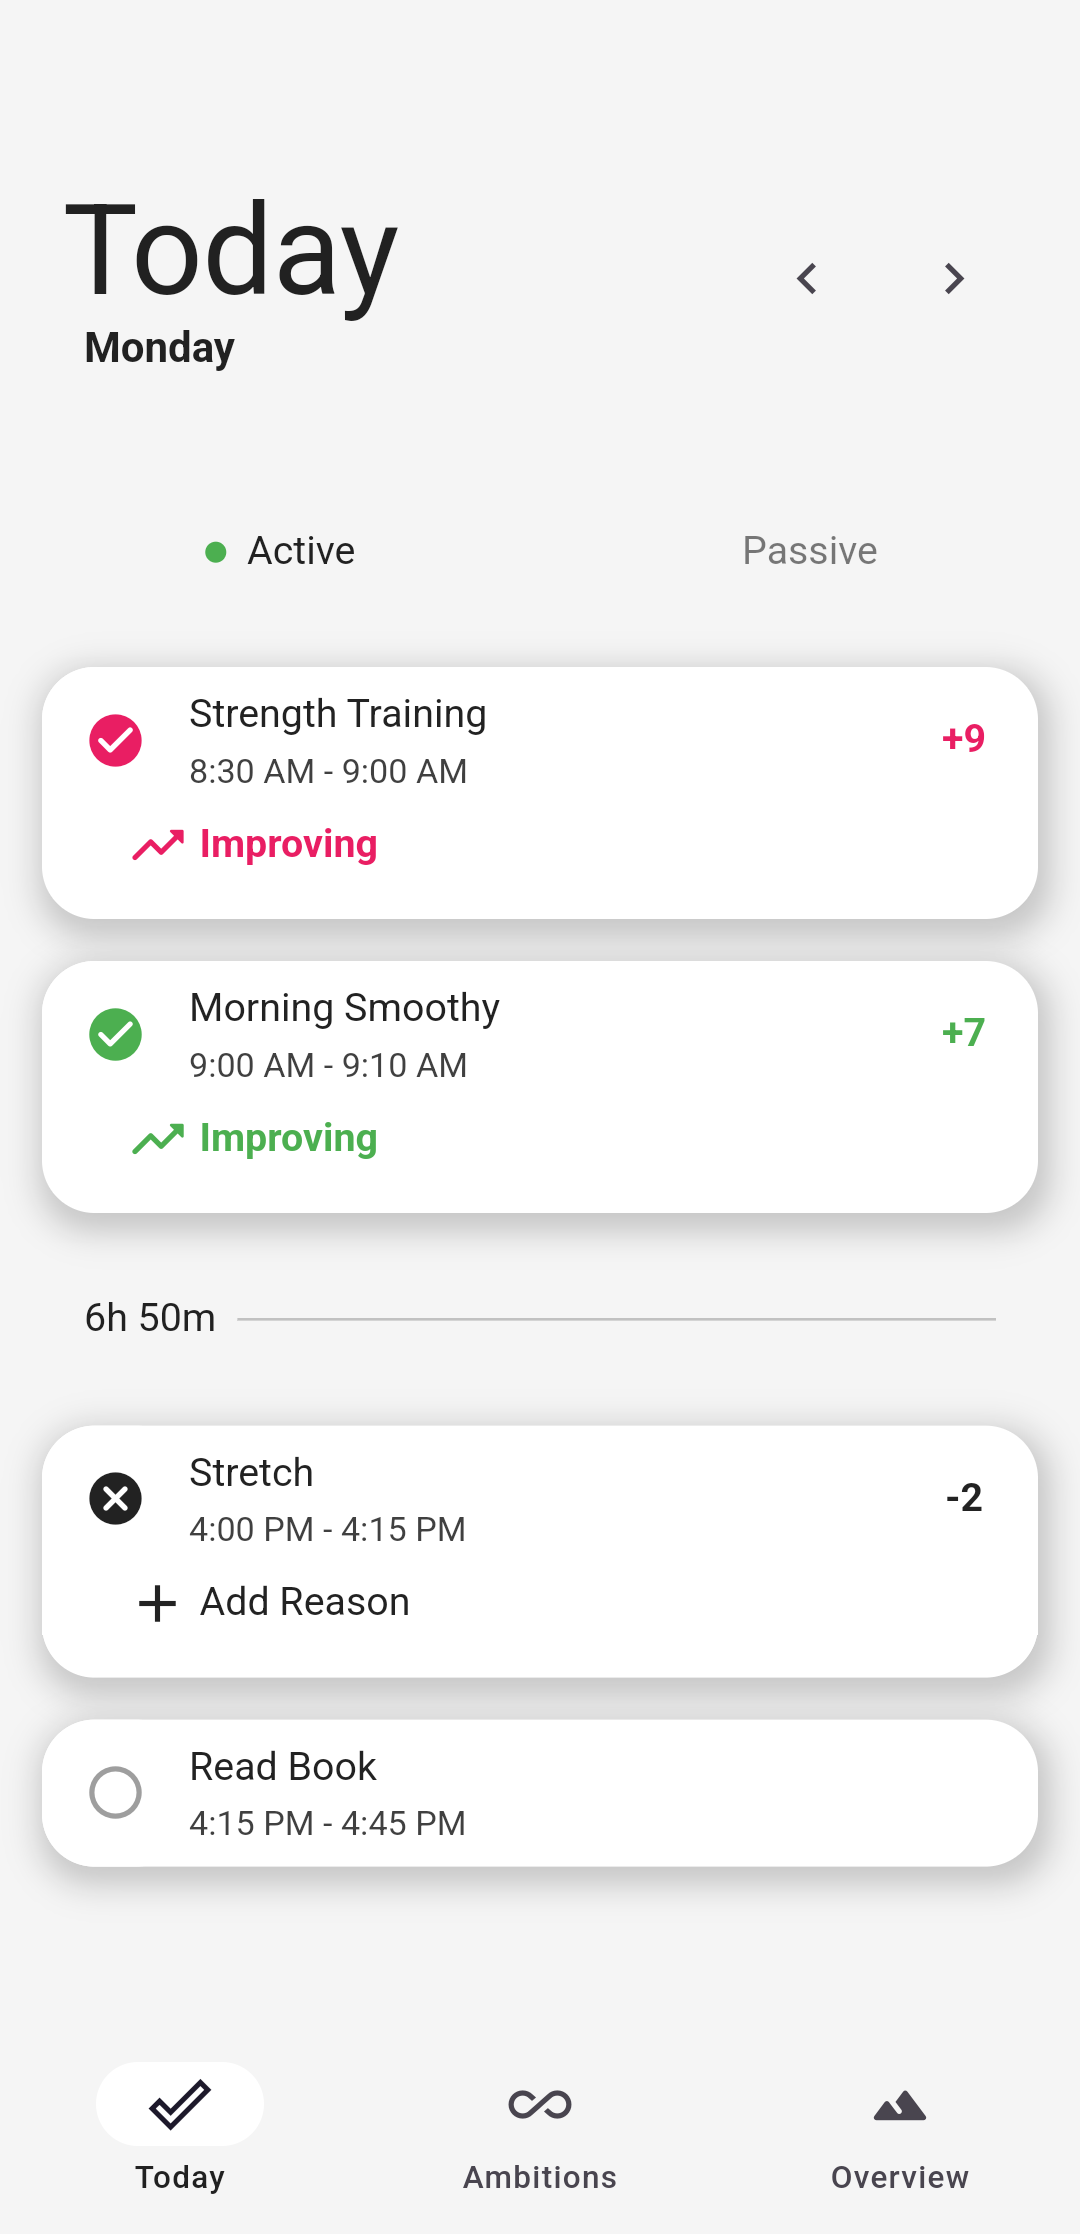 Today
Monday
Active
Passive
Strength Training
+9
8:30 AM - 9:00 AM
Improving
Morning Smoothy
+7
9:00 AM - 9:10 AM
Improving
6h 50m
Stretch
-2
4:00 PM - 4:15 PM
Add Reason
Read Book
4:15 PM - 4:45 PM
Today
Ambitions
Overview